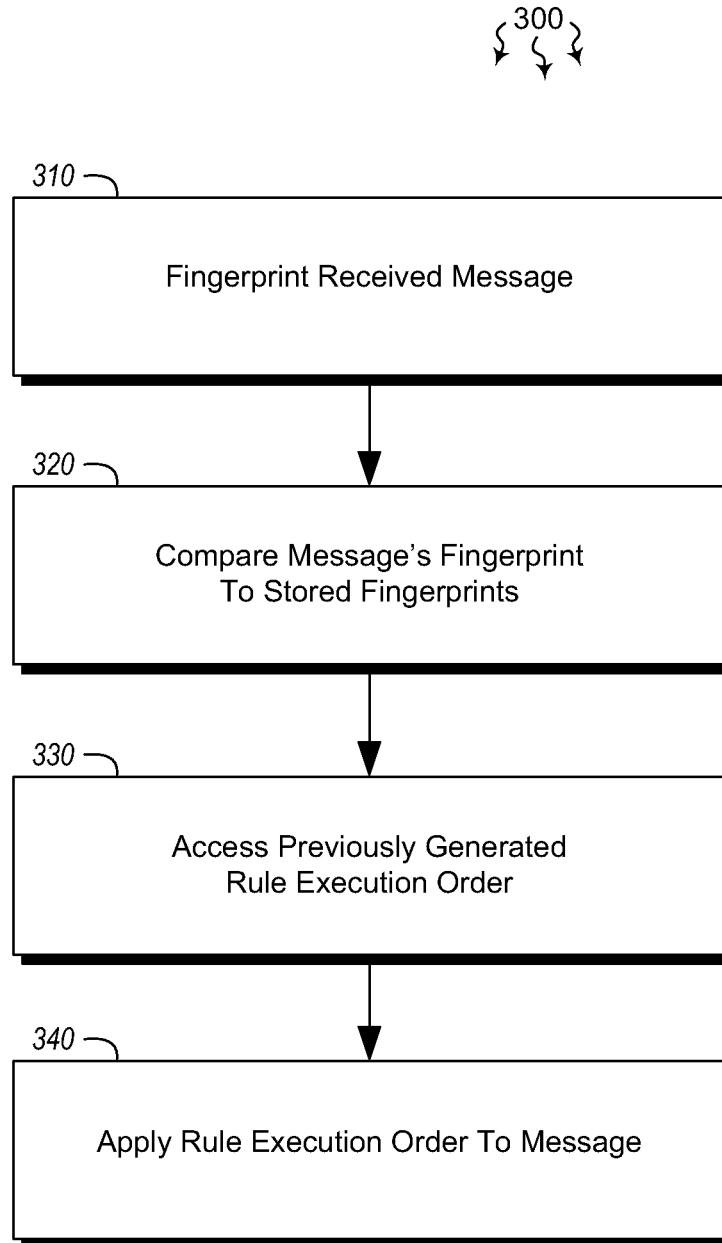 300
310
Fingerprint Received Message
320
Compare Message’s Fingerprint
To Stored Fingerprints
330
Access Previously Generated
Rule Execution Order
340
Apply Rule Execution Order To Message